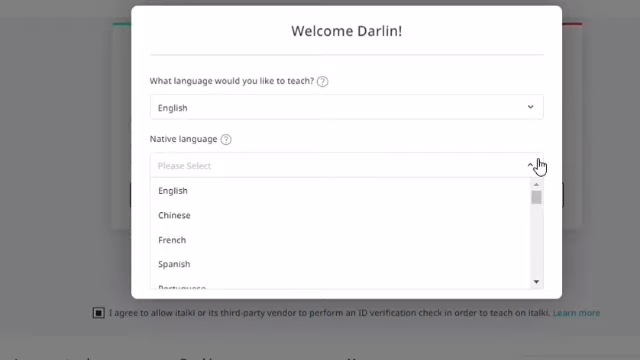 Welcome Darlin!
What language would you like to teach? ?
English
Native language ?
Please Select
English
Chinese
French
Spanish
Portuguese
I agree to allow italki or its third-party vendor to perform an ID verification check in order to teach on italki. Learn more